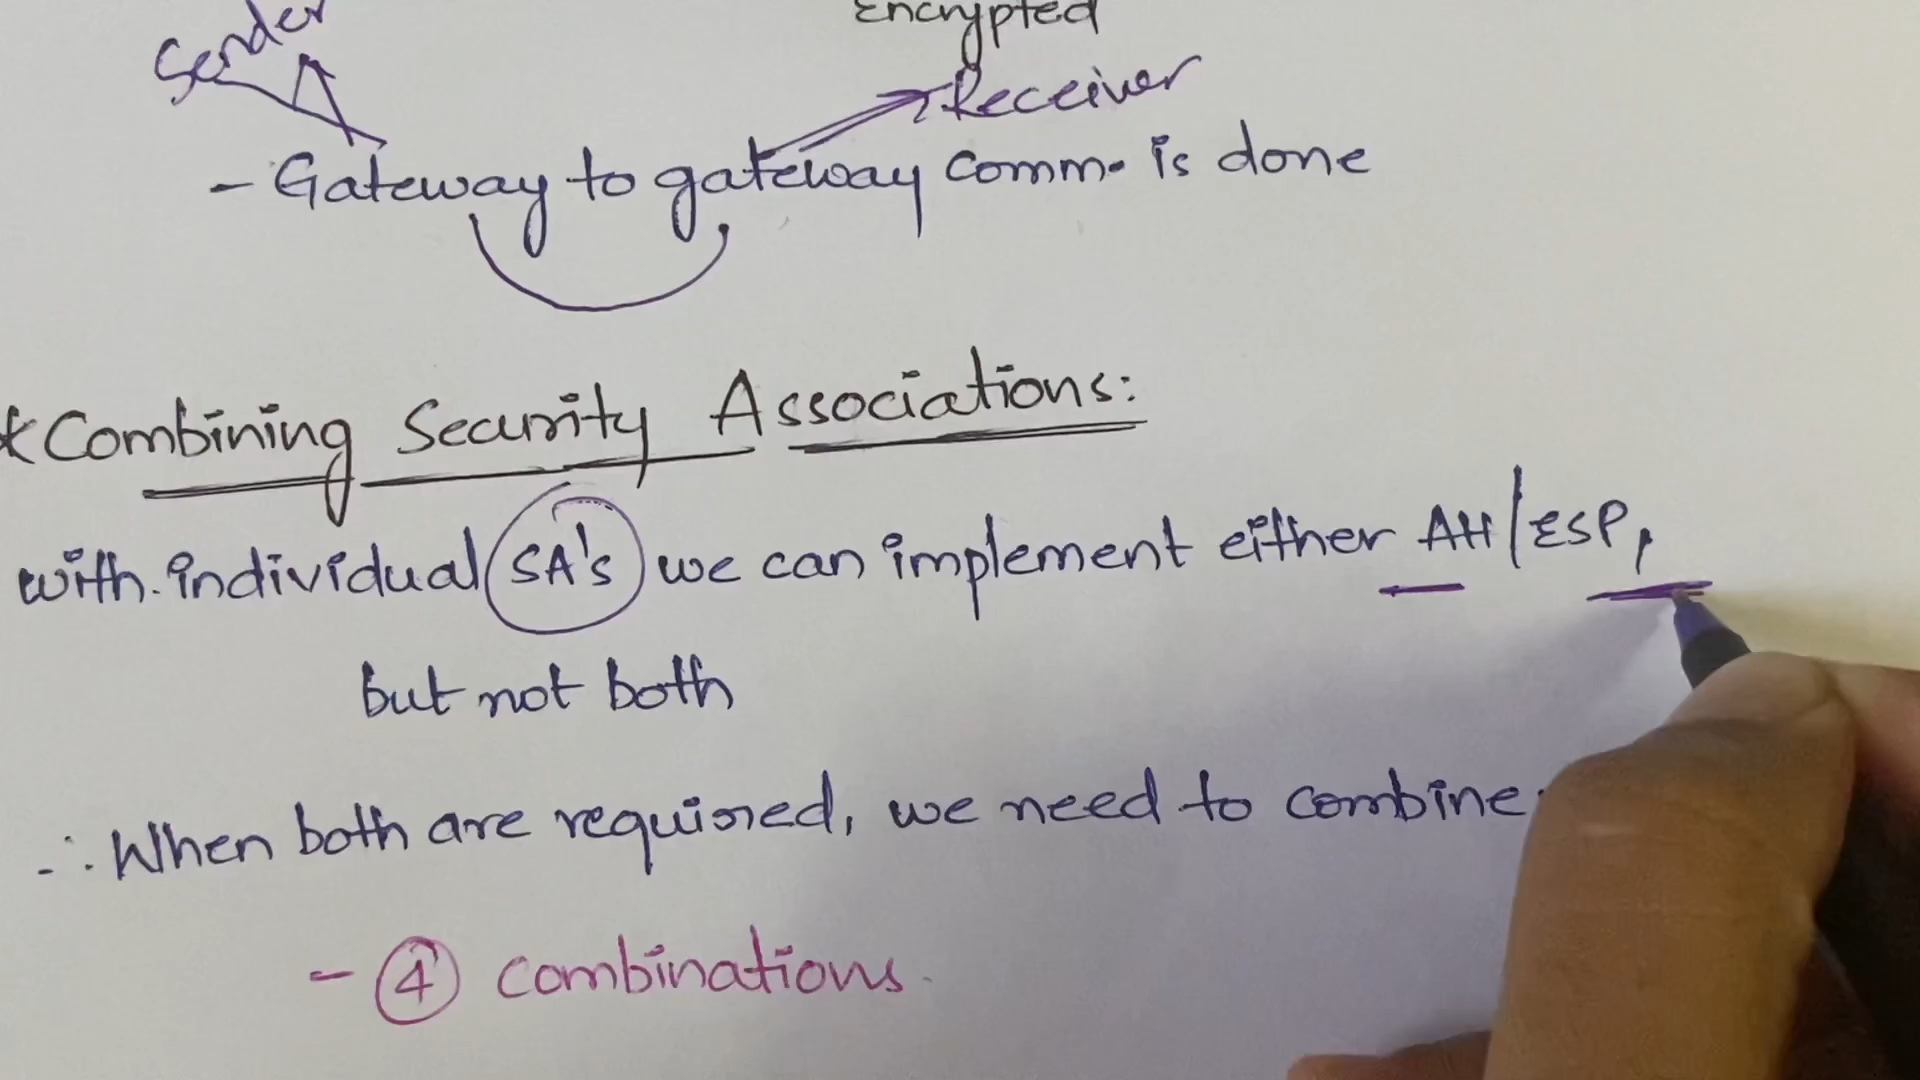 Encrypted
Sender
Receiver
- Gateway to gateway comm. is done
* Combining Security Associations:
with individual SA's we can implement either AH/ESP,
but not both
∴ When both are required, we need to combine
- 4 combinations.